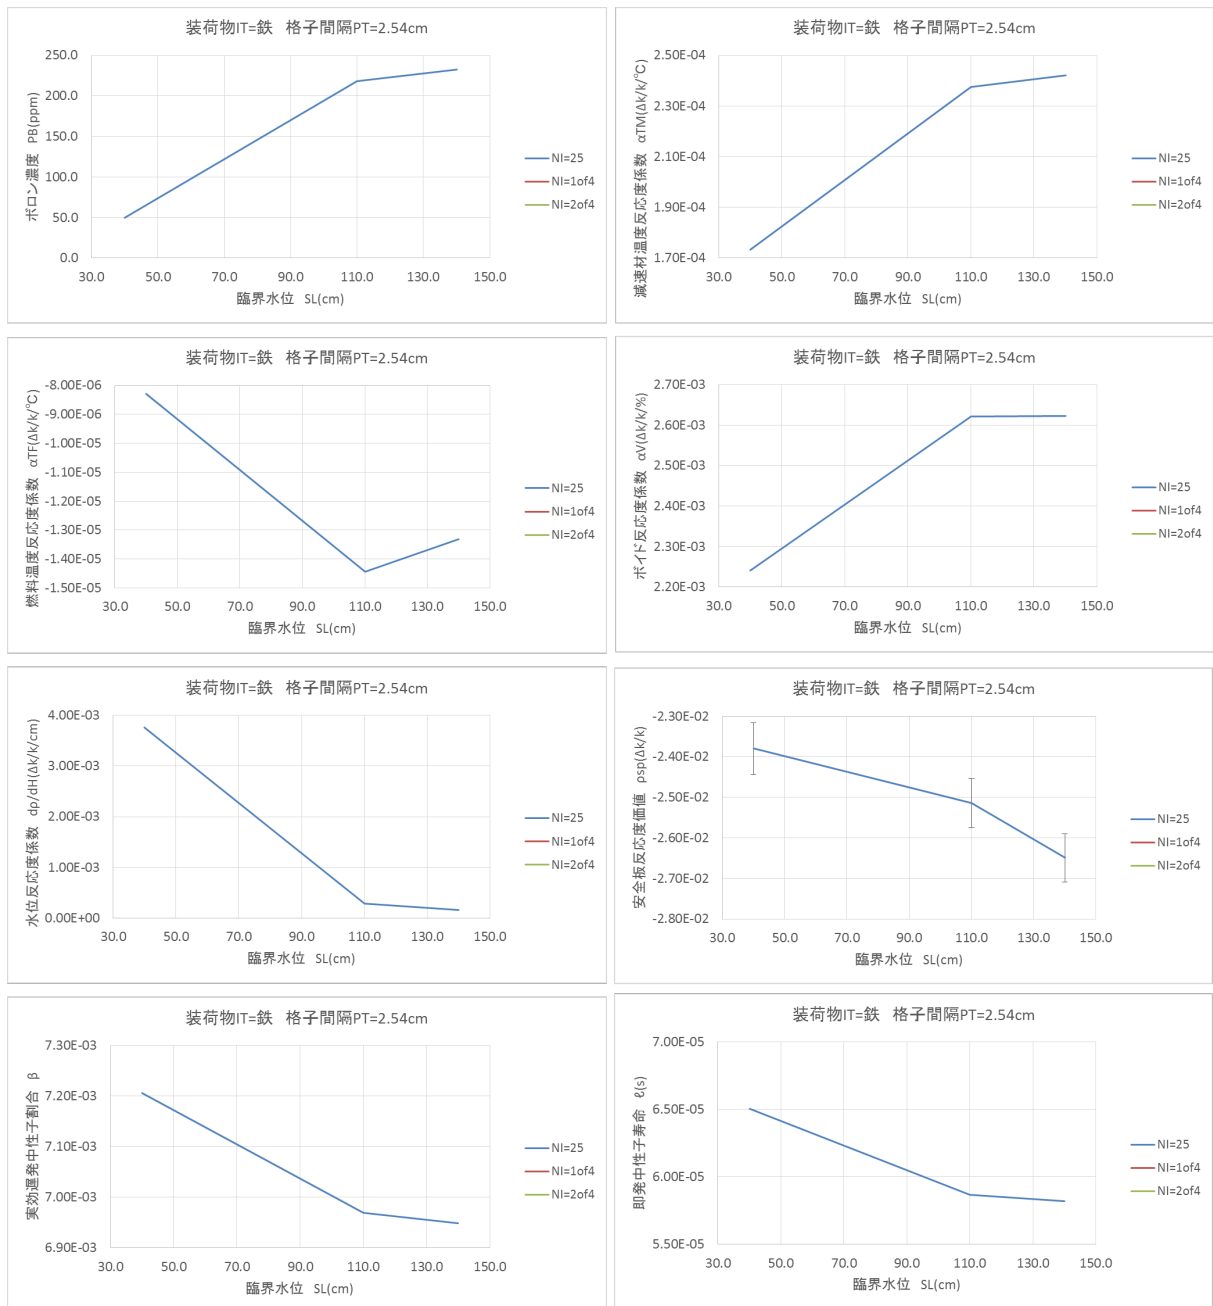 装荷物IT=鉄 格子間隔PT=2.54cm
ボロン濃度 PB(ppm)
250.0
200.0
150.0
100.0
50.0
0.0
30.0 50.0 70.0 90.0 110.0 130.0 150.0
臨界水位 SL(cm)
NI=25
NI=1of4
NI=2of4
装荷物IT=鉄 格子間隔PT=2.54cm
減速材温度反応度係数 αTM(Δk/k/℃)
2.50E-04
2.30E-04
2.10E-04
1.90E-04
1.70E-04
30.0 50.0 70.0 90.0 110.0 130.0 150.0
臨界水位 SL(cm)
NI=25
NI=1of4
NI=2of4
装荷物IT=鉄 格子間隔PT=2.54cm
燃料温度反応度係数 αTF(Δk/k/℃)
-8.00E-06
-9.00E-06
-1.00E-05
-1.10E-05
-1.20E-05
-1.30E-05
-1.40E-05
-1.50E-05
30.0 50.0 70.0 90.0 110.0 130.0 150.0
臨界水位 SL(cm)
NI=25
NI=1of4
NI=2of4
装荷物IT=鉄 格子間隔PT=2.54cm
ボイド反応度係数 αV(Δk/k/%)
2.70E-03
2.60E-03
2.50E-03
2.40E-03
2.30E-03
2.20E-03
30.0 50.0 70.0 90.0 110.0 130.0 150.0
臨界水位 SL(cm)
NI=25
NI=1of4
NI=2of4
装荷物IT=鉄 格子間隔PT=2.54cm
水位反応度係数 dρ/dH(Δk/k/cm)
4.00E-03
3.00E-03
2.00E-03
1.00E-03
0.00E+00
30.0 50.0 70.0 90.0 110.0 130.0 150.0
臨界水位 SL(cm)
NI=25
NI=1of4
NI=2of4
装荷物IT=鉄 格子間隔PT=2.54cm
安全板反応度価値 ρsp(Δk/k)
-2.30E-02
-2.40E-02
-2.50E-02
-2.60E-02
-2.70E-02
-2.80E-02
30.0 50.0 70.0 90.0 110.0 130.0 150.0
臨界水位 SL(cm)
NI=25
NI=1of4
NI=2of4
装荷物IT=鉄 格子間隔PT=2.54cm
実効遅発中性子割合 β
7.30E-03
7.20E-03
7.10E-03
7.00E-03
6.90E-03
30.0 50.0 70.0 90.0 110.0 130.0 150.0
臨界水位 SL(cm)
NI=25
NI=1of4
NI=2of4
装荷物IT=鉄 格子間隔PT=2.54cm
即発中性子寿命 ℓ(s)
7.00E-05
6.50E-05
6.00E-05
5.50E-05
30.0 50.0 70.0 90.0 110.0 130.0 150.0
臨界水位 SL(cm)
NI=25
NI=1of4
NI=2of4